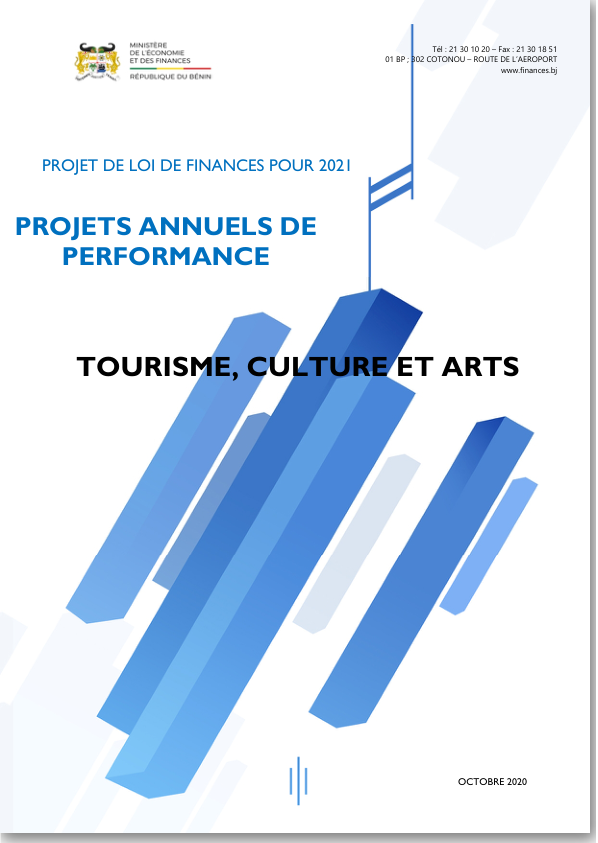 MINISTÈRE
DE L'ÉCONOMIE
ET DES FINANCES
RÉPUBLIQUE DU BÉNIN
Tél : 21 30 10 20 – Fax : 21 30 18 51
01 BP ; 302 COTONOU – ROUTE DE L'AEROPORT
www.finances.bj
PROJET DE LOI DE FINANCES POUR 2021
PROJETS ANNUELS DE
PERFORMANCE
TOURISME, CULTURE ET ARTS
OCTOBRE 2020